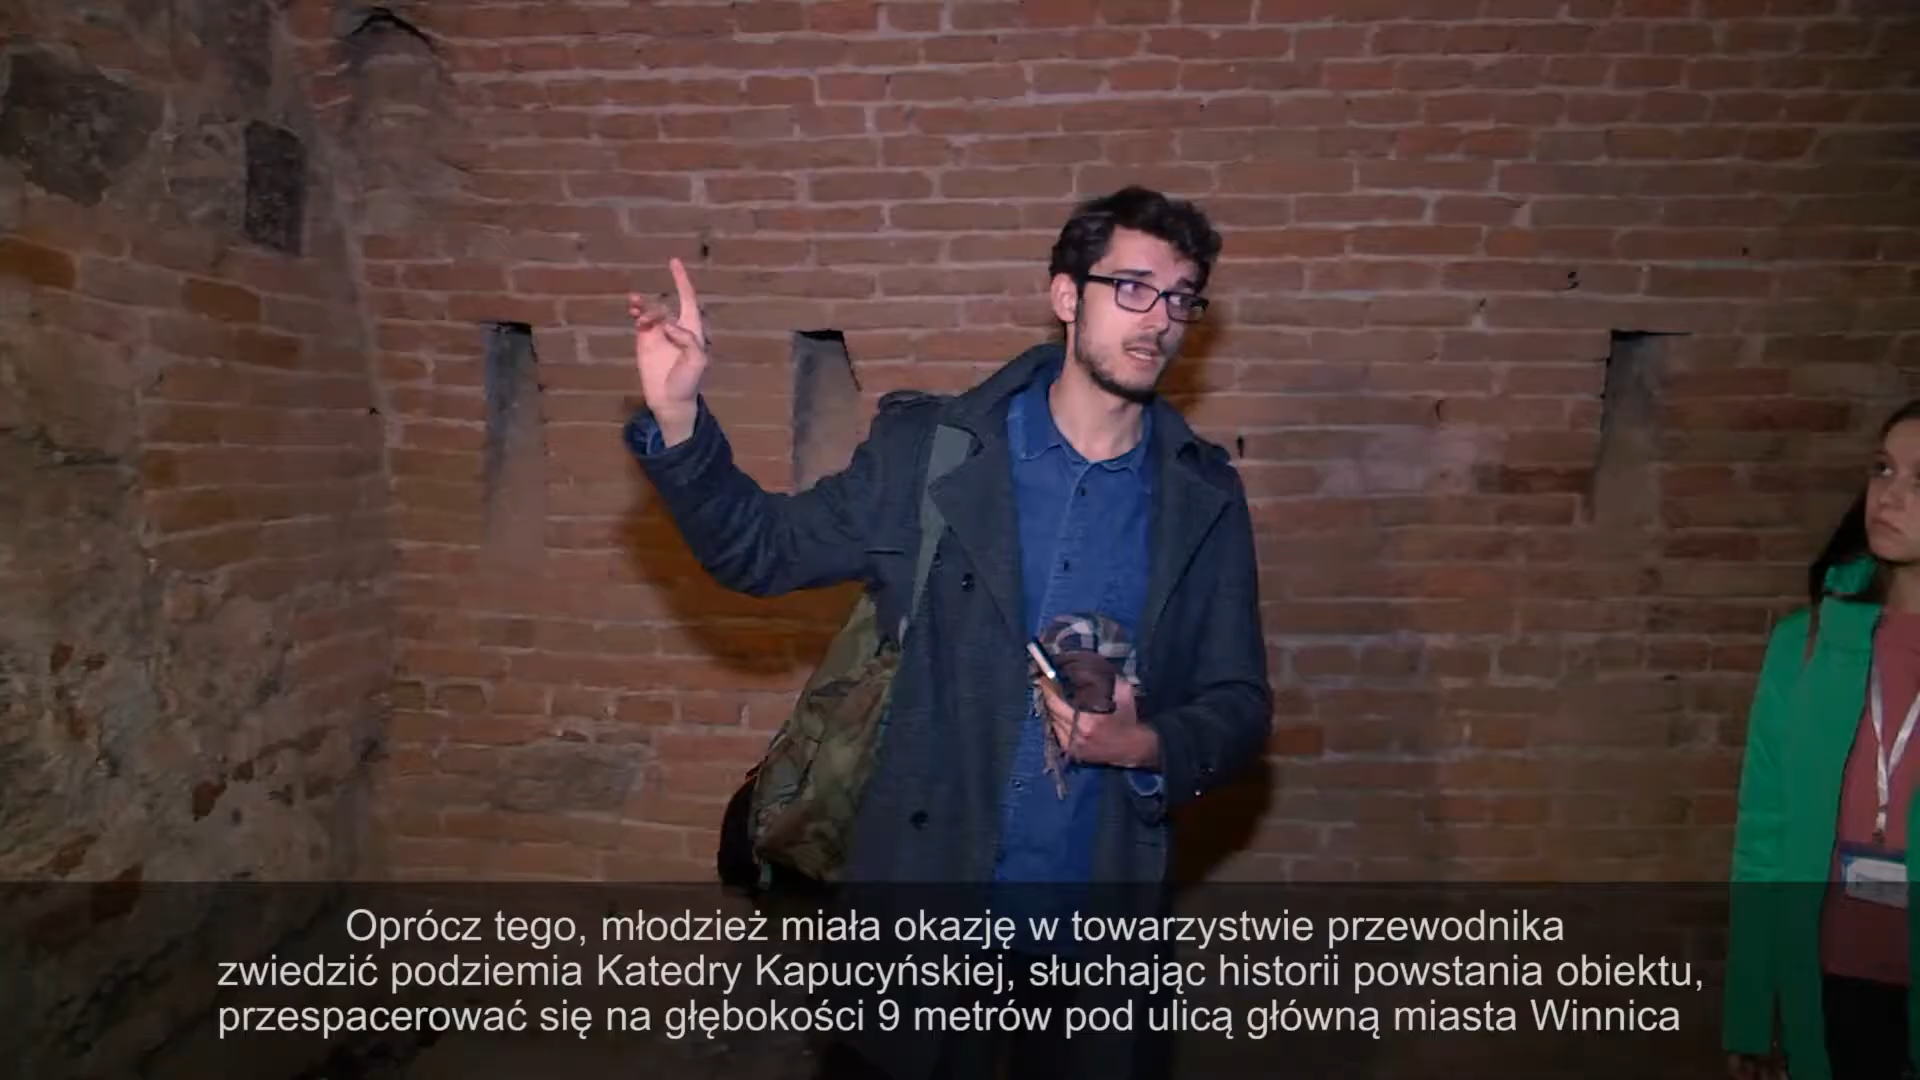 Oprócz tego, młodzież miała okazję w towarzystwie przewodnika
zwiedzić podziemia Katedry Kapucyńskiej, słuchając historii powstania obiektu,
przespacerować się na głębokości 9 metrów pod ulicą główną miasta Winnica